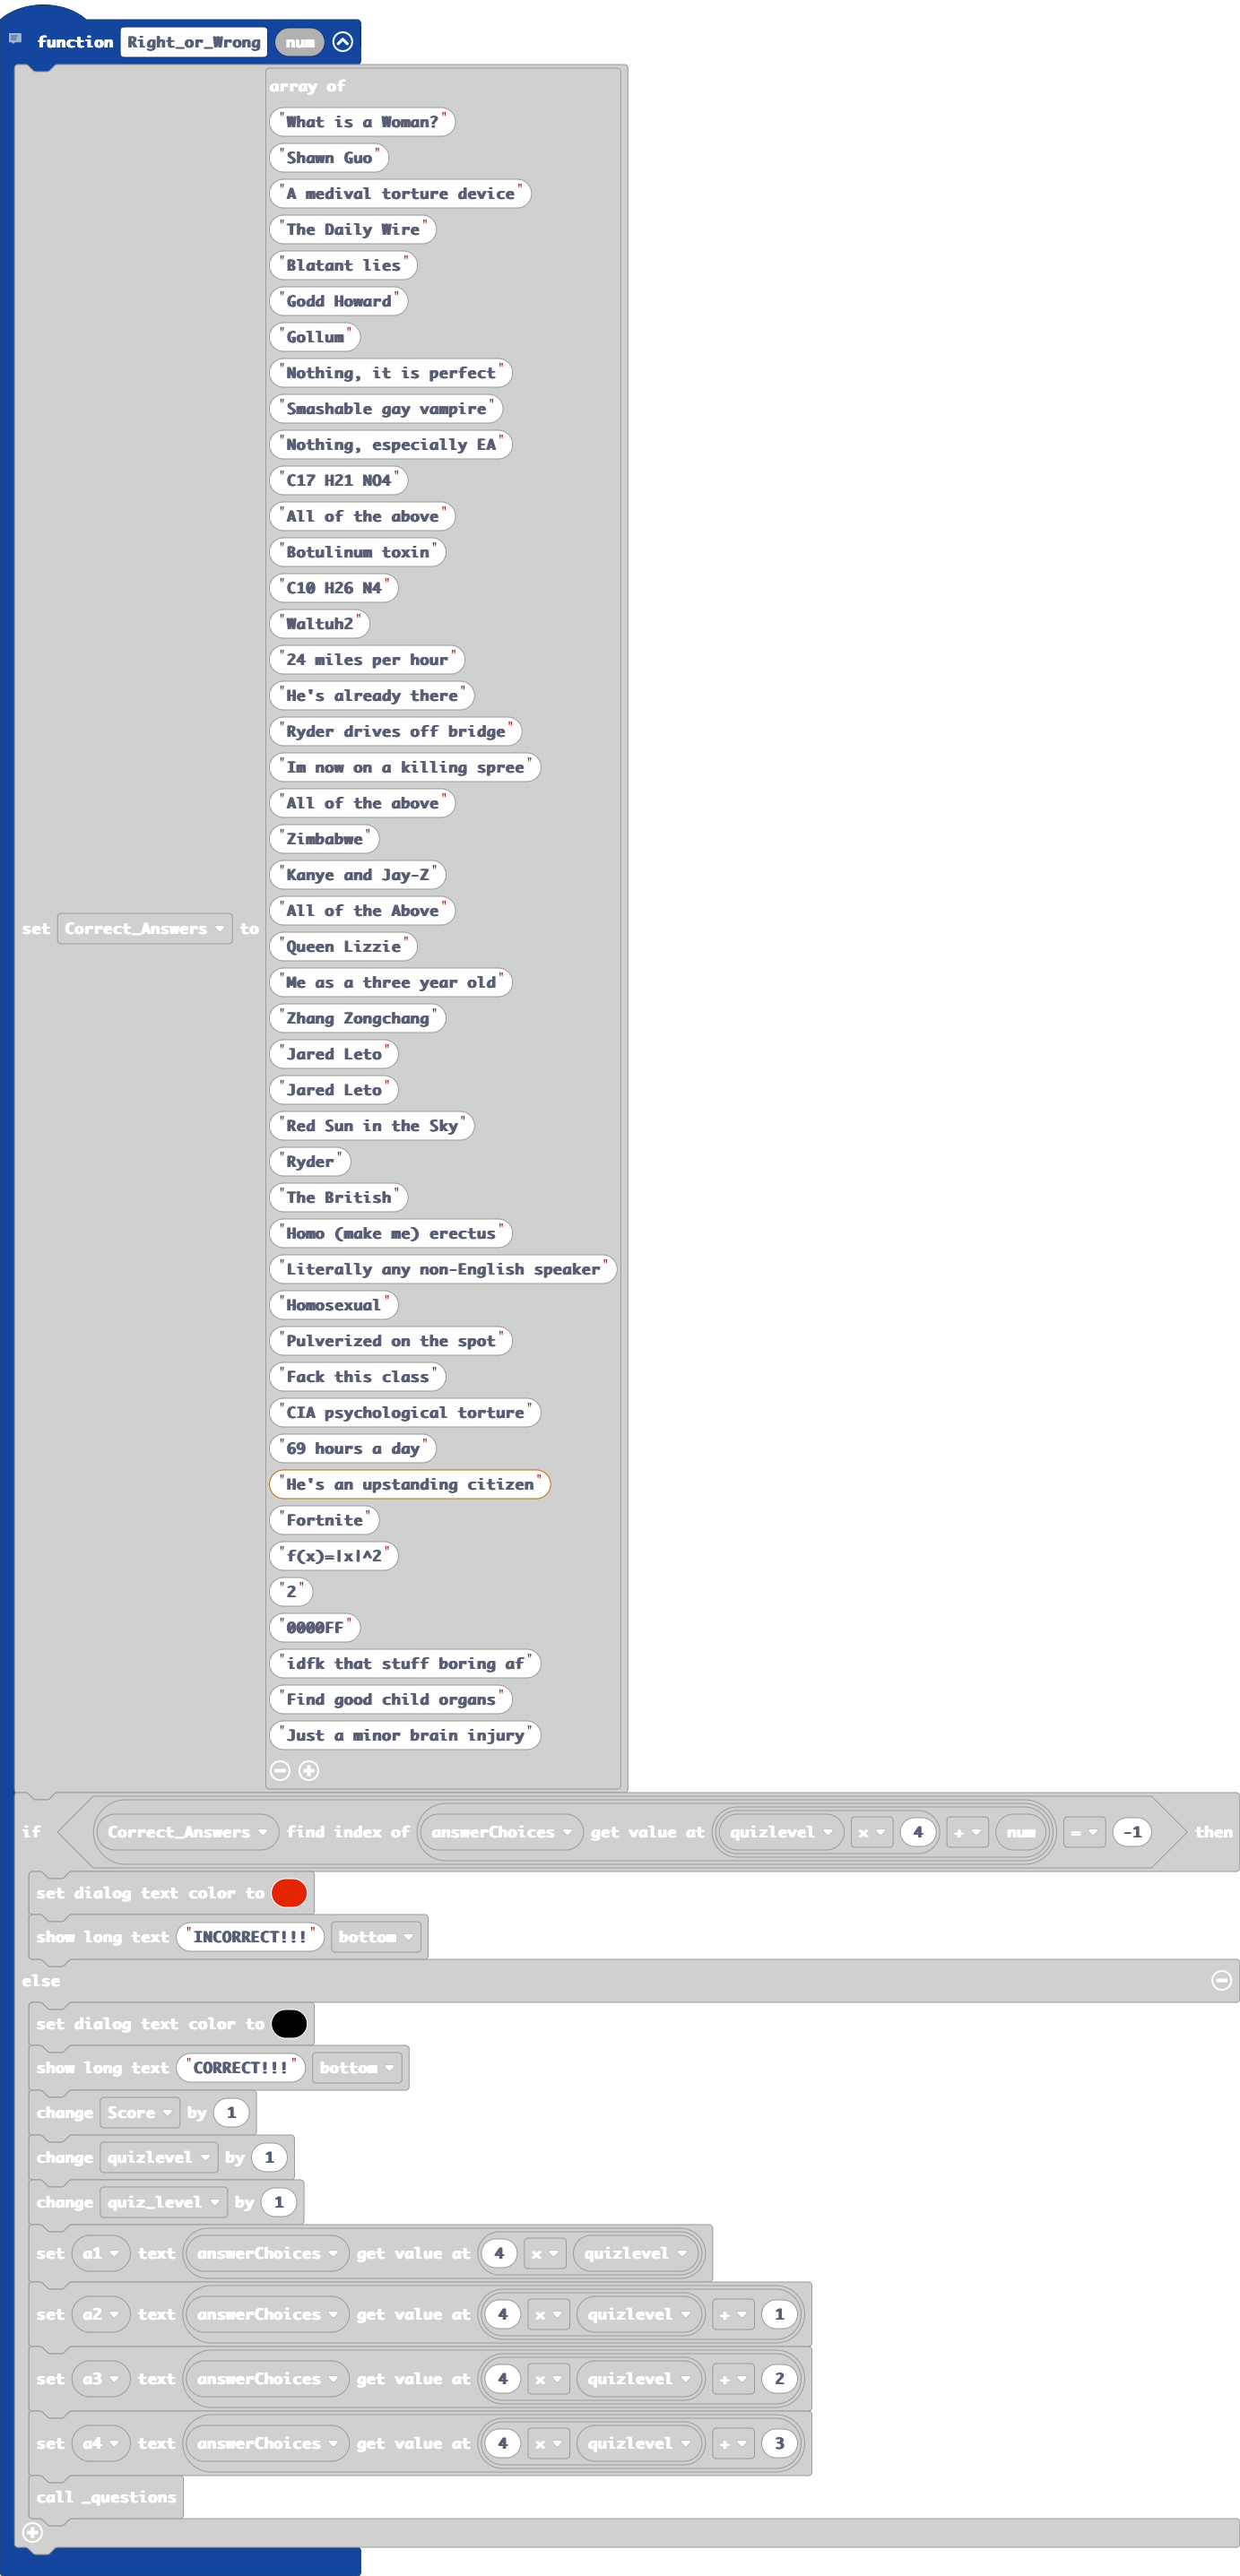 function Right_or_Wrong num
array of
"What is a Woman?"
"Shawn Guo"
"A medival torture device"
"The Daily Wire"
"Blatant lies"
"Godd Howard"
"Gollum"
"Nothing, it is perfect"
"Smashable gay vampire"
"Nothing, especially EA"
"C17 H21 NO4"
"All of the above"
"Botulinum toxin"
"C10 H26 N4"
"Waltuh2"
"24 miles per hour"
"He's already there"
"Ryder drives off bridge"
"Im now on a killing spree"
"All of the above"
"Zimbabwe"
"Kanye and Jay-Z"
"All of the Above"
set Correct_Answers to
"Queen Lizzie"
"Me as a three year old"
"Zhang Zongchang"
"Jared Leto"
"Jared Leto"
"Red Sun in the Sky"
"Ryder"
"The British"
"Homo (make me) erectus"
"Literally any non-English speaker"
"Homosexual"
"Pulverized on the spot"
"Fack this class"
"CIA psychological torture"
"69 hours a day"
"He's an upstanding citizen"
"Fortnite"
"f(x)=|x|^2"
"2"
"0000FF"
"idfk that stuff boring af"
"Find good child organs"
"Just a minor brain injury"
if Correct_Answers find index of answerChoices get value at quizlevel x 4 + num = -1 then
set dialog text color to
show long text "INCORRECT!!!" bottom
else
set dialog text color to
show long text "CORRECT!!!" bottom
change Score by 1
change quizlevel by 1
change quiz_level by 1
set a1 text answerChoices get value at 4 x quizlevel
set a2 text answerChoices get value at 4 x quizlevel + 1
set a3 text answerChoices get value at 4 x quizlevel + 2
set a4 text answerChoices get value at 4 x quizlevel + 3
call _questions